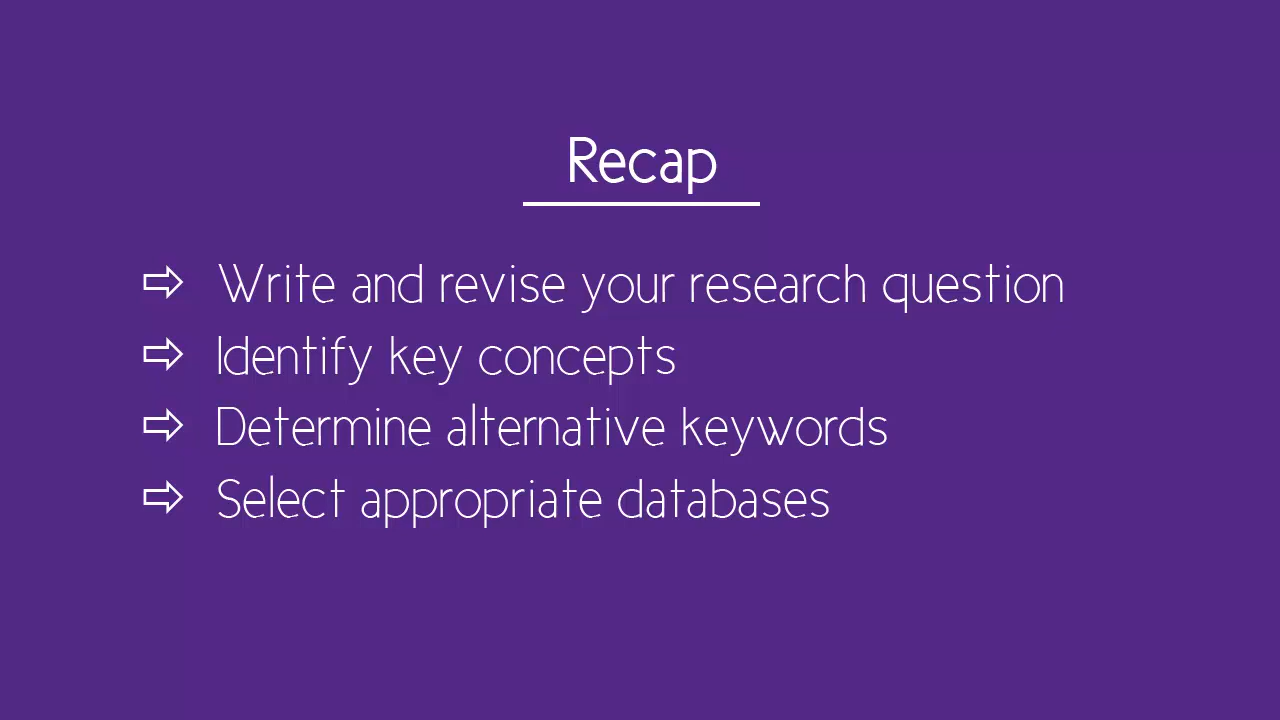 Recap
⇨ Write and revise your research question
⇨ Identify key concepts
⇨ Determine alternative keywords
⇨ Select appropriate databases